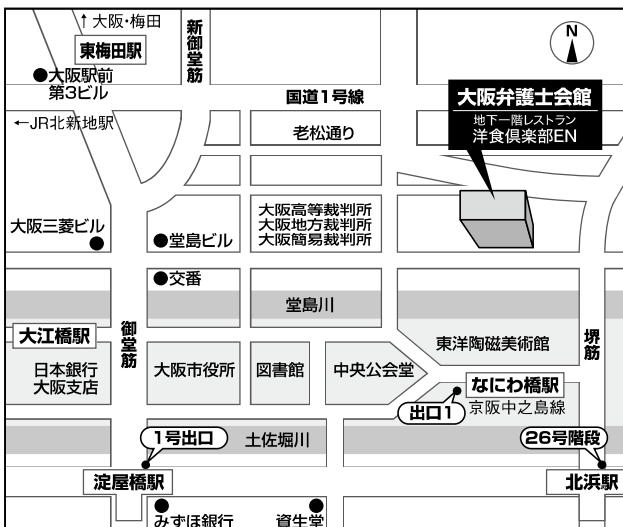 ↑大阪・梅田
東梅田駅
新御堂筋
N
●大阪駅前
第3ビル
国道1号線
大阪弁護士会館
地下一階レストラン
洋食倶楽部EN
←JR北新地駅
老松通り
大阪三菱ビル
●堂島ビル
大阪高等裁判所
大阪地方裁判所
大阪簡易裁判所
●交番
堂島川
大江橋駅
御堂筋
東洋陶磁美術館
堺筋
日本銀行
大阪支店
大阪市役所
図書館
中央公会堂
なにわ橋駅
京阪中之島線
出口1
1号出口
土佐堀川
26号階段
淀屋橋駅
北浜駅
みずほ銀行
資生堂